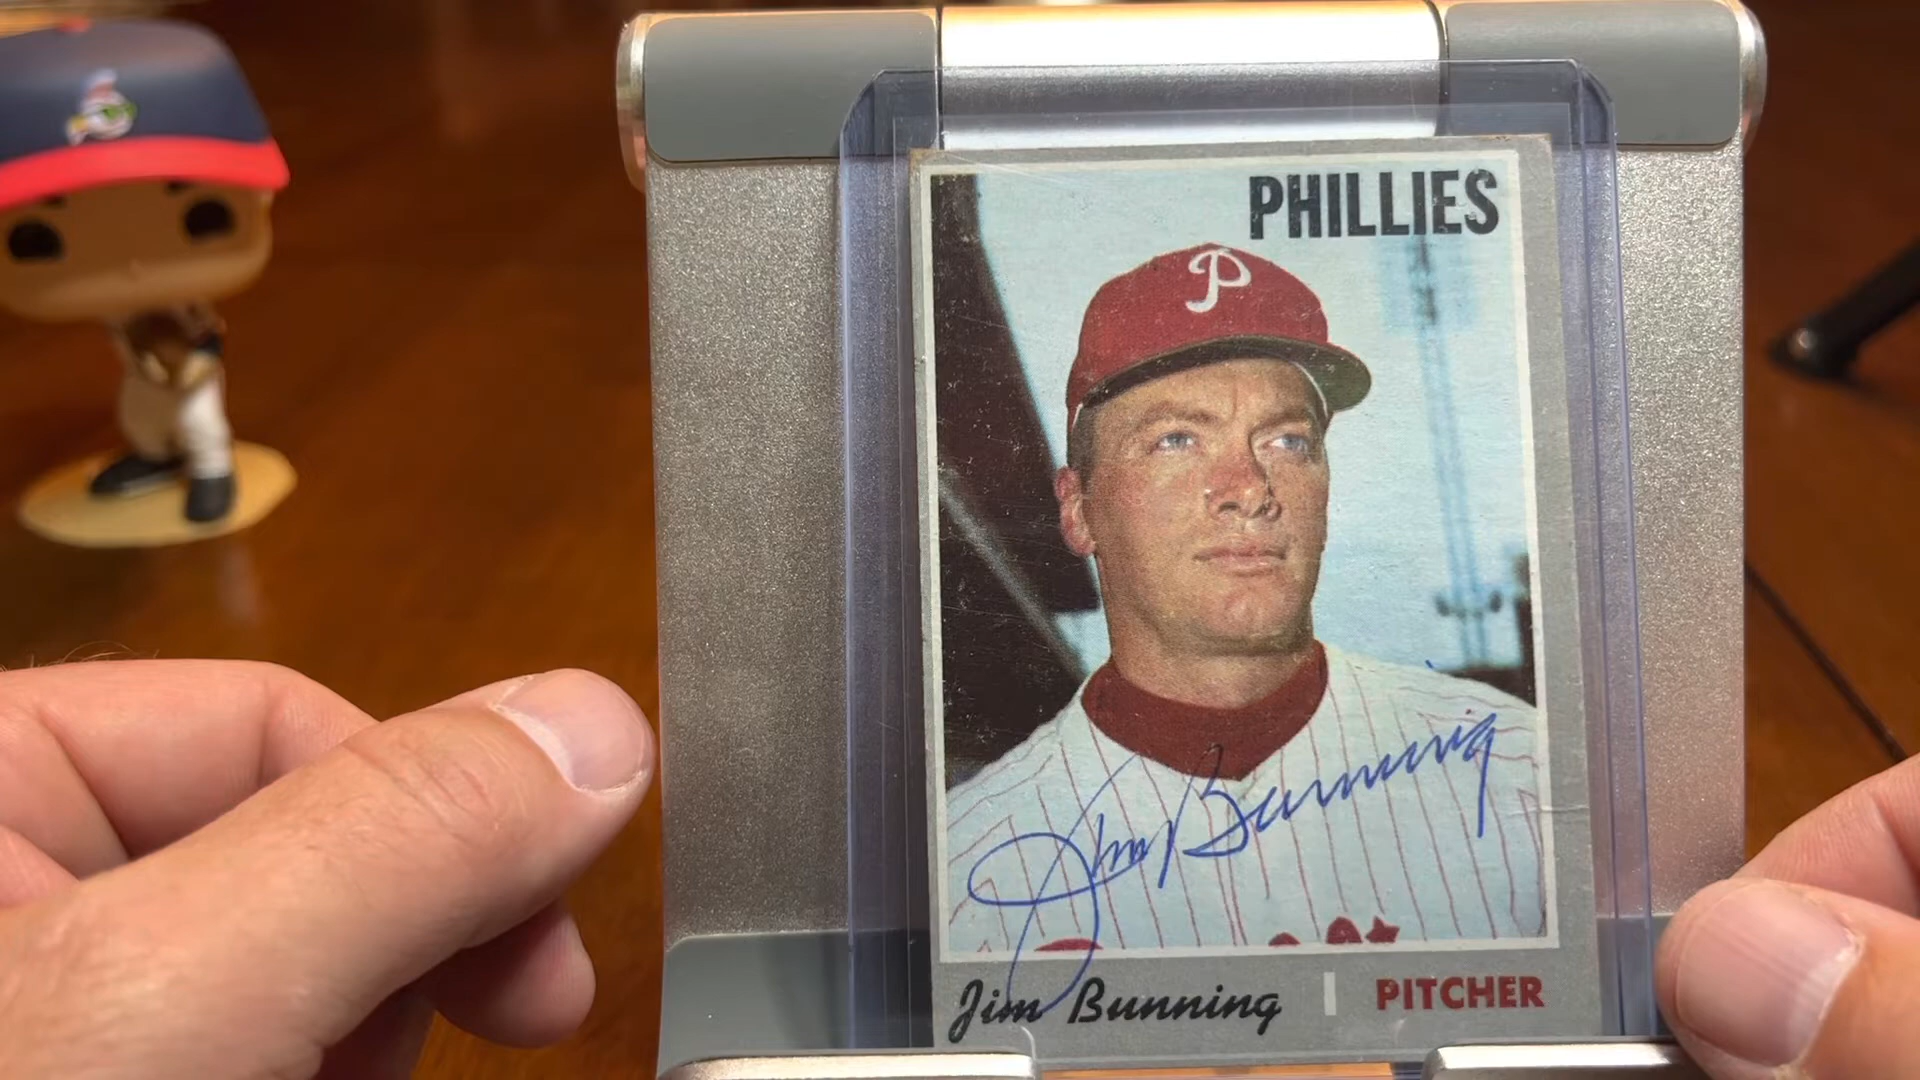 PHILLIES
P
Jim Bunning
Jim Bunning | PITCHER